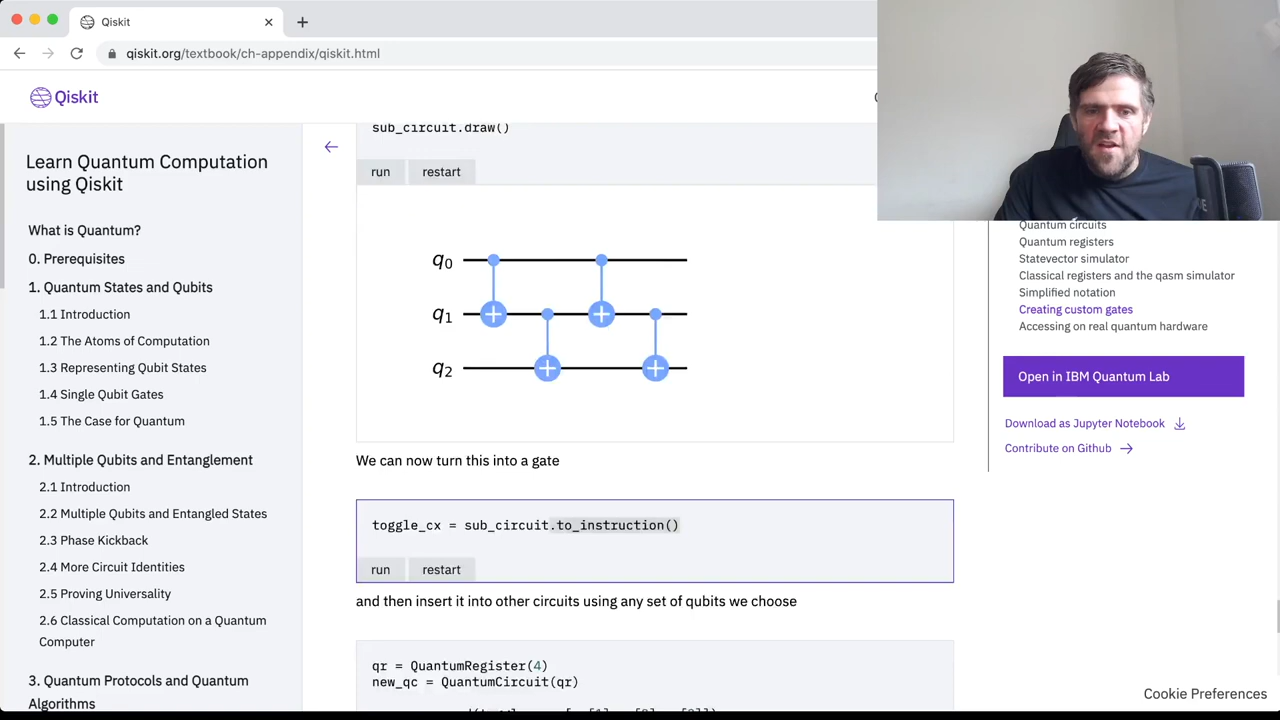 Qiskit
qiskit.org/textbook/ch-appendix/qiskit.html
Qiskit
Learn Quantum Computation
using Qiskit
What is Quantum?
0. Prerequisites
1. Quantum States and Qubits
1.1 Introduction
1.2 The Atoms of Computation
1.3 Representing Qubit States
1.4 Single Qubit Gates
1.5 The Case for Quantum
2. Multiple Qubits and Entanglement
2.1 Introduction
2.2 Multiple Qubits and Entangled States
2.3 Phase Kickback
2.4 More Circuit Identities
2.5 Proving Universality
2.6 Classical Computation on a Quantum
Computer
3. Quantum Protocols and Quantum
Algorithms
sub_circuit.draw()
run restart
q0
q1
q2
We can now turn this into a gate
toggle_cx = sub_circuit.to_instruction()
run restart
and then insert it into other circuits using any set of qubits we choose
qr = QuantumRegister(4)
new_qc = QuantumCircuit(qr)
Quantum circuits
Quantum registers
Statevector simulator
Classical registers and the qasm simulator
Simplified notation
Creating custom gates
Accessing on real quantum hardware
Open in IBM Quantum Lab
Download as Jupyter Notebook
Contribute on Github
Cookie Preferences